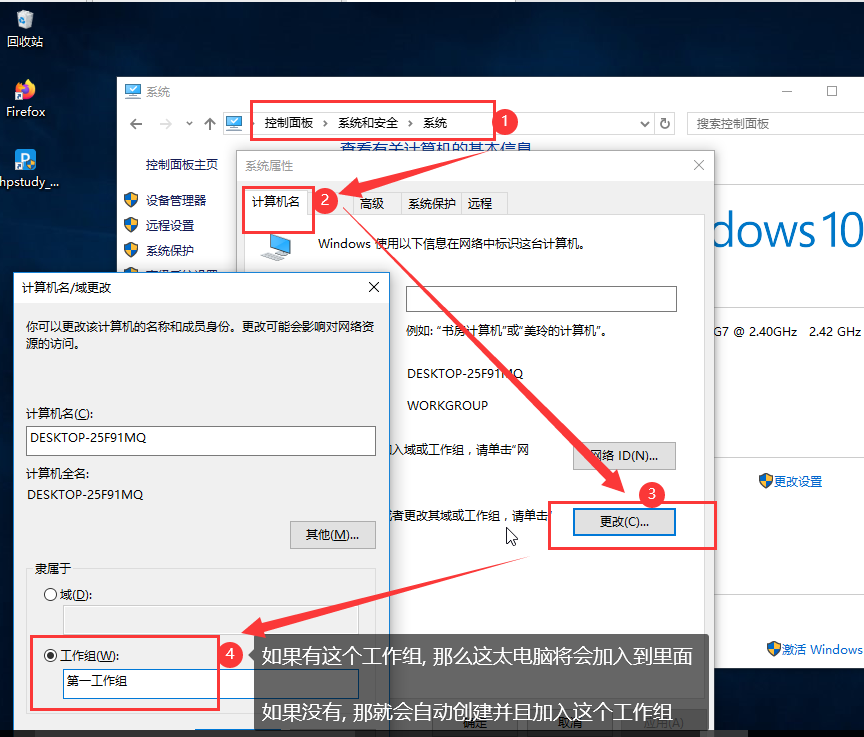 回收站
Firefox
hpstudy_...
系统
控制面板 › 系统和安全 › 系统
1
搜索控制面板
查看有关计算机的基本信息
控制面板主页
设备管理器
远程设置
系统保护
系统属性
计算机名
2
高级
系统保护
远程
Windows 使用以下信息在网络中标识这台计算机。
例如: "书房计算机"或"美玲的计算机"。
DESKTOP-25F91MQ
WORKGROUP
加入域或工作组，请单击"网
网络 ID(N)...
3
或者更改其域或工作组，请单击"
更改(C)...
dows 10
G7 @ 2.40GHz 2.42 GHz
更改设置
激活 Windows
计算机名/域更改
你可以更改该计算机的名称和成员身份。更改可能会影响对网络资
源的访问。
计算机名(C):
DESKTOP-25F91MQ
计算机全名:
DESKTOP-25F91MQ
其他(M)...
隶属于
域(D):
工作组(W):
第一工作组
4
如果有这个工作组, 那么这太电脑将会加入到里面
如果没有, 那就会自动创建并且加入这个工作组
确定
取消
应用(A)